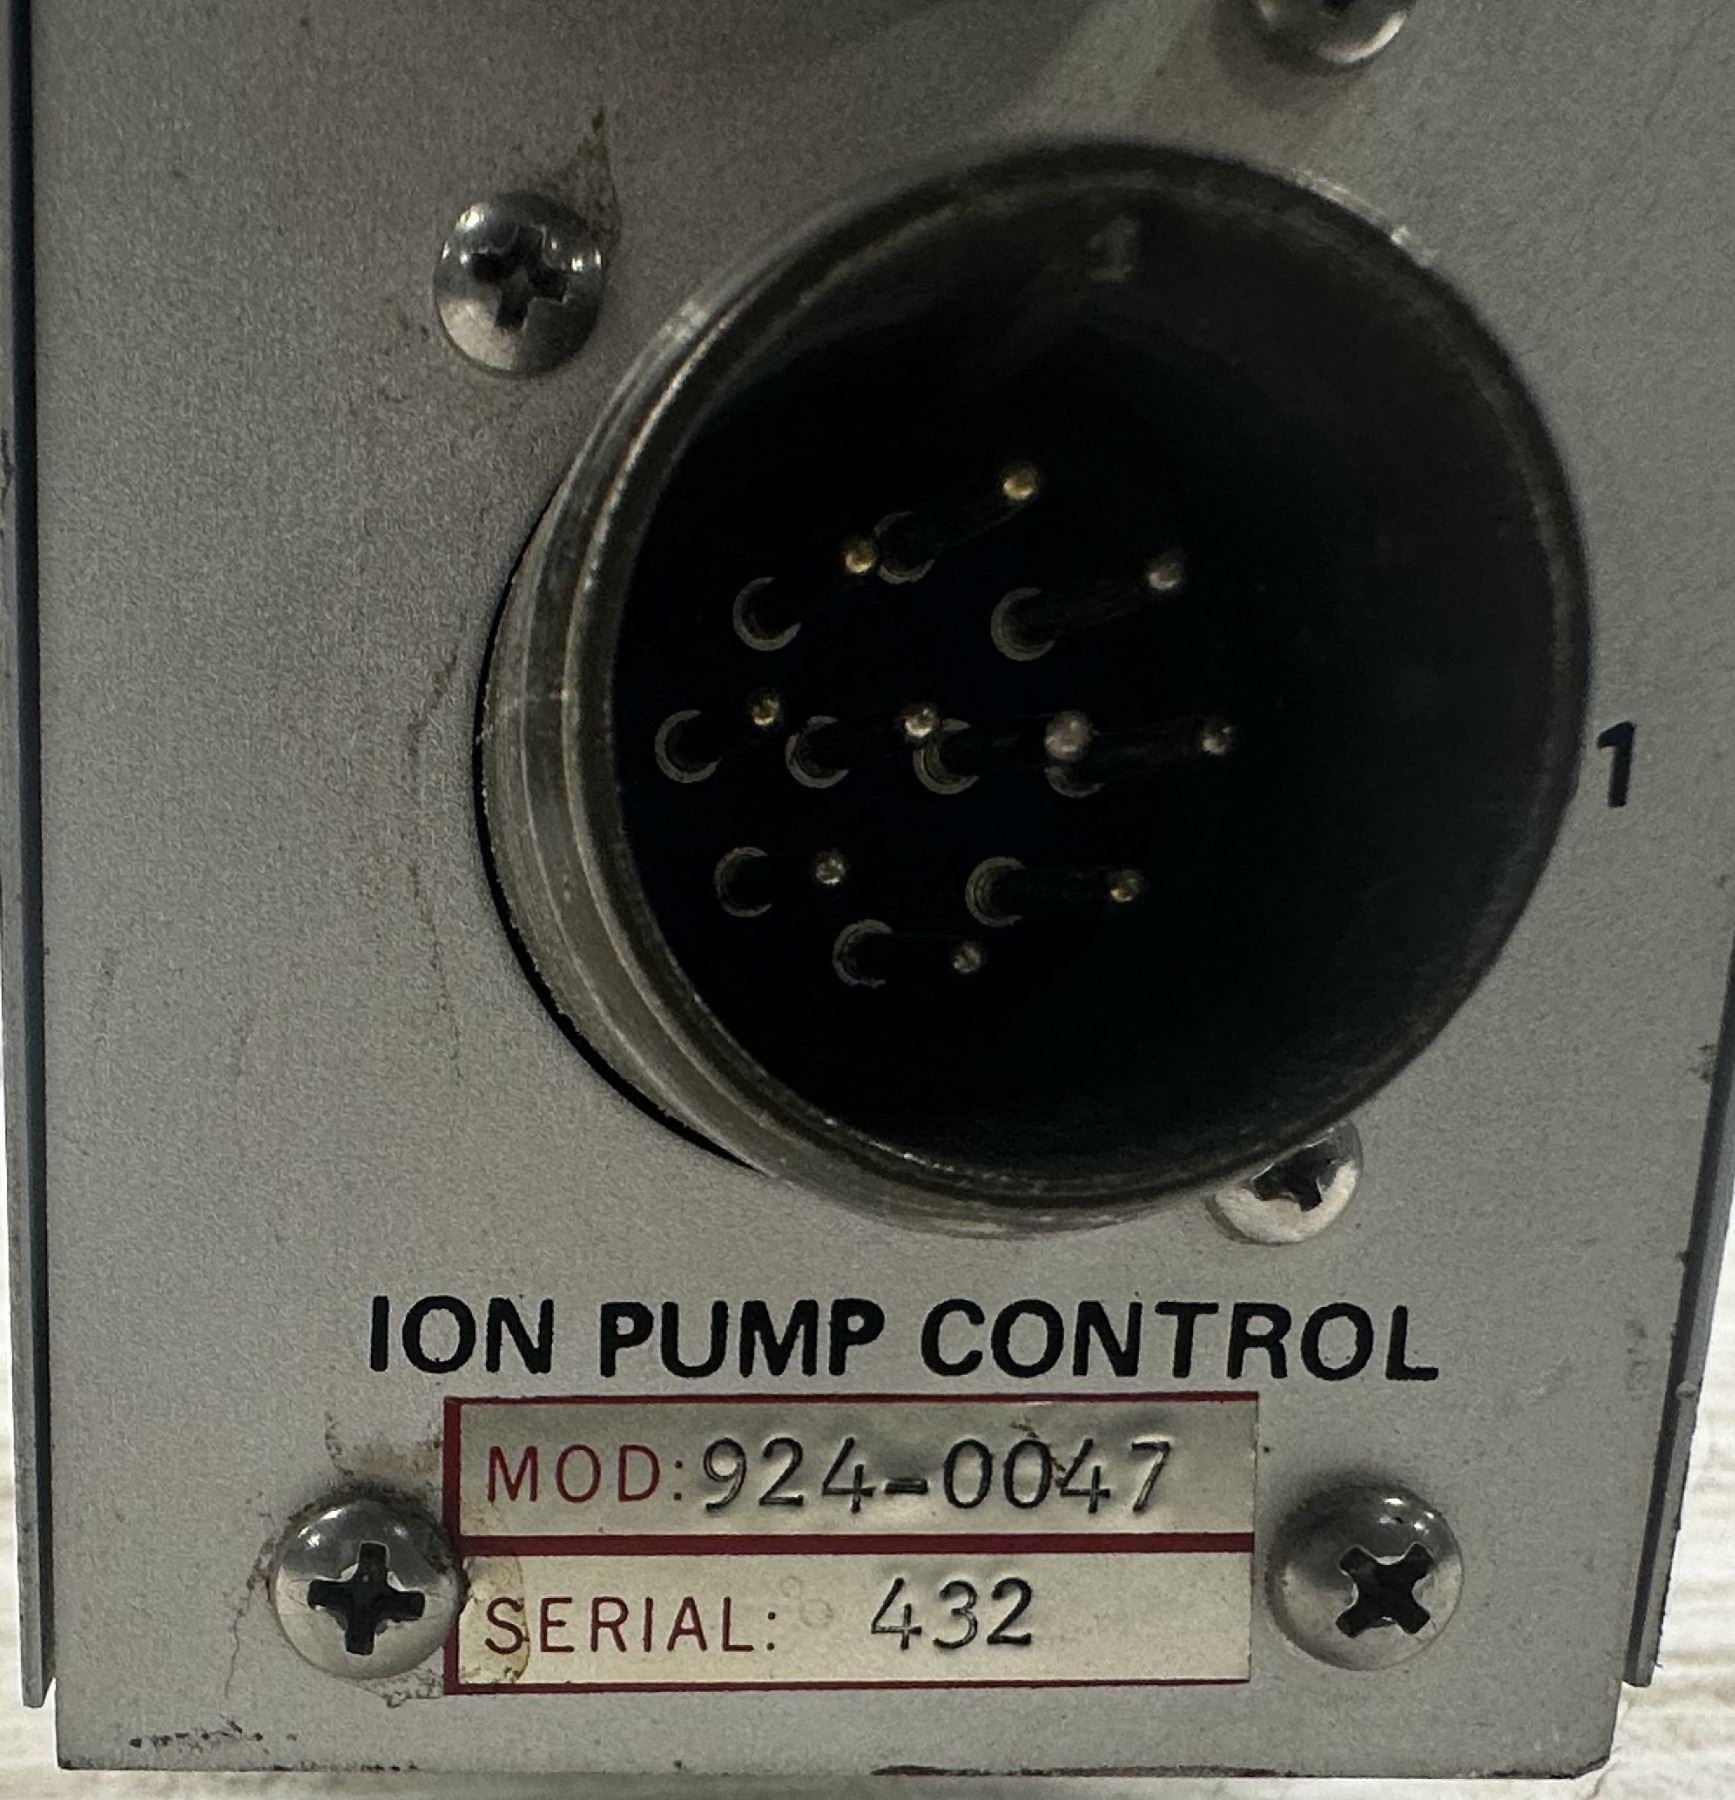 1
1
ION PUMP CONTROL
MOD: 924-0047
SERIAL: 432